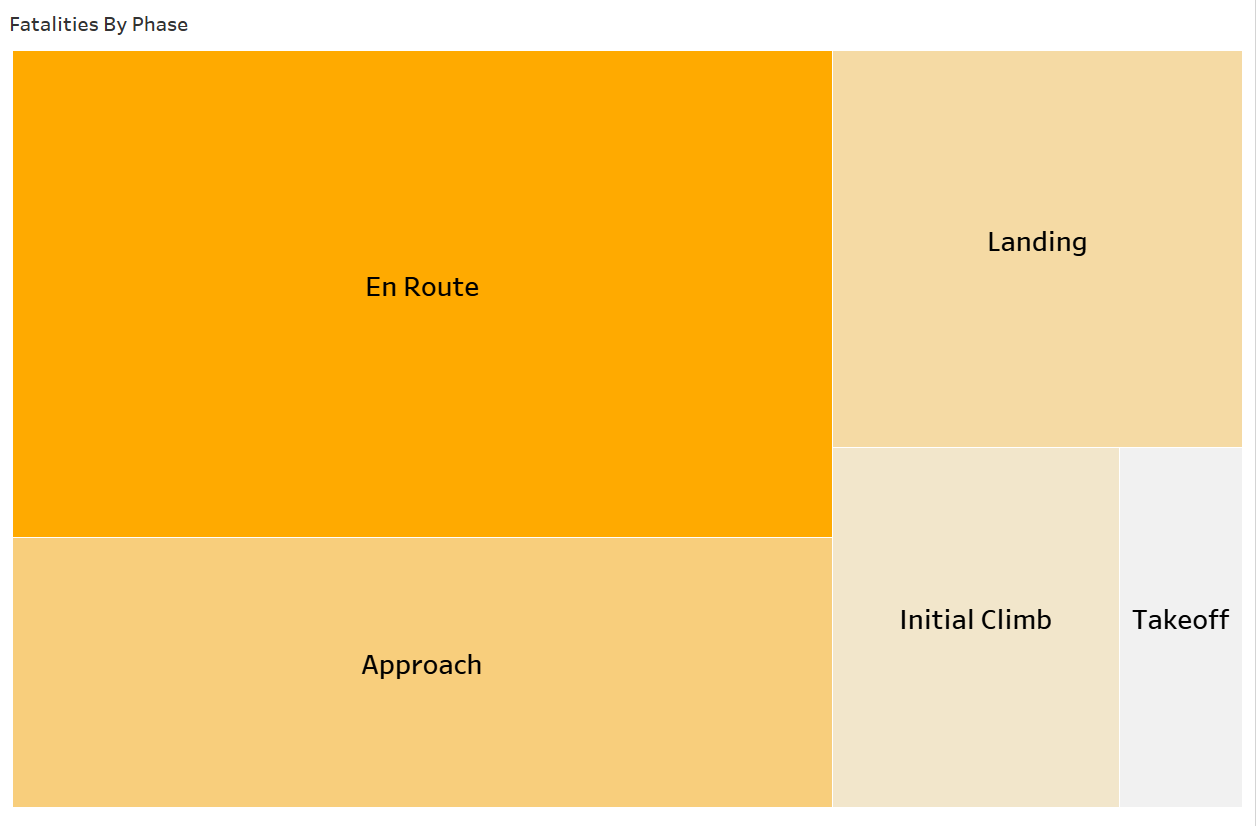 Fatalities By Phase
En Route
Landing
Approach
Initial Climb
Takeoff